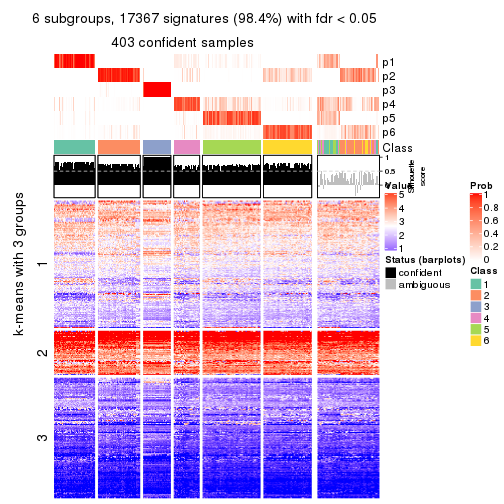 6 subgroups, 17367 signatures (98.4%) with fdr < 0.05
403 confident samples
p1
p2
p3
p4
p5
p6
Class
1
0.5
0
Silhouette
score
k-means with 3 groups
1
2
3
Value
5
4
3
2
1
Status (barplots)
confident
ambiguous
Prob
1
0.8
0.6
0.4
0.2
0
Class
1
2
3
4
5
6